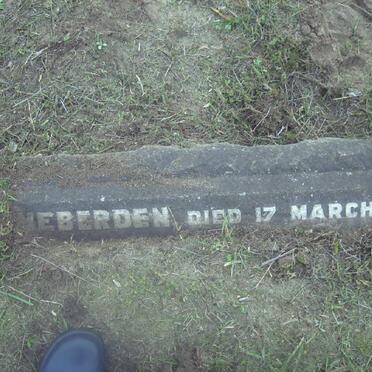 HEBERDEN DIED 17 MARCH